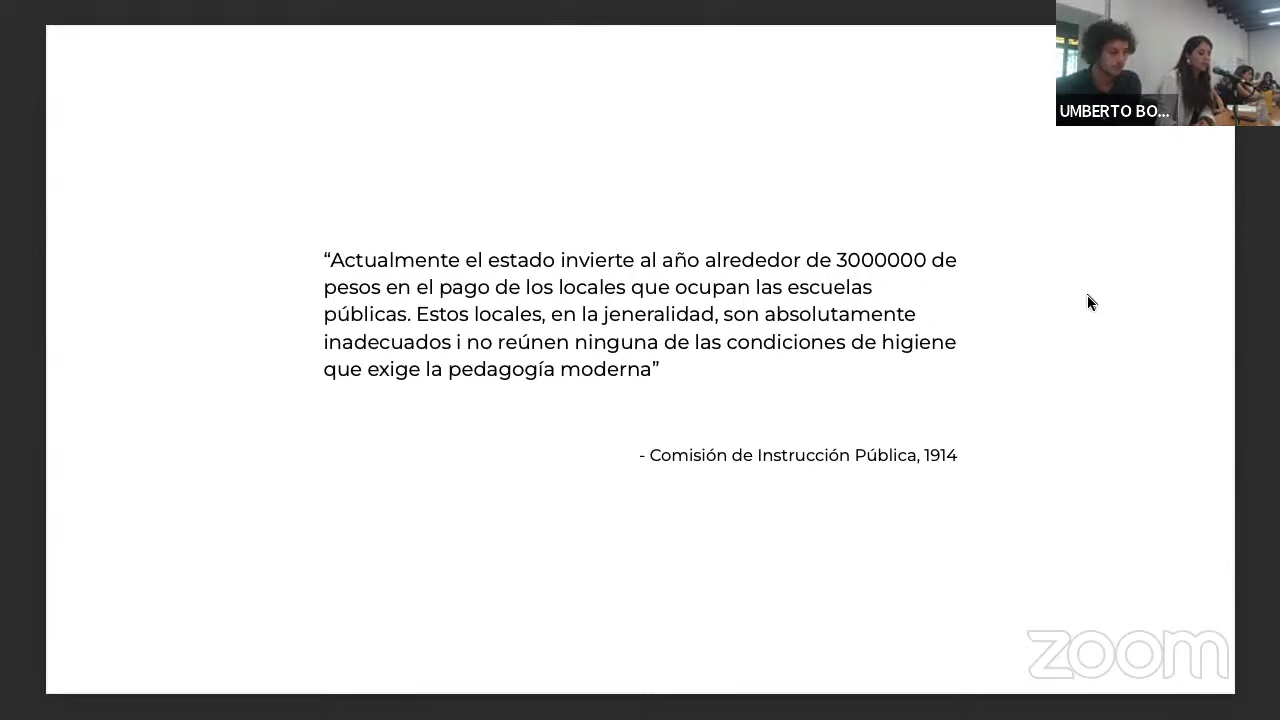 UMBERTO BO...
“Actualmente el estado invierte al año alrededor de 3000000 de
pesos en el pago de los locales que ocupan las escuelas
públicas. Estos locales, en la jeneralidad, son absolutamente
inadecuados i no reúnen ninguna de las condiciones de higiene
que exige la pedagogía moderna”
- Comisión de Instrucción Pública, 1914
zoom